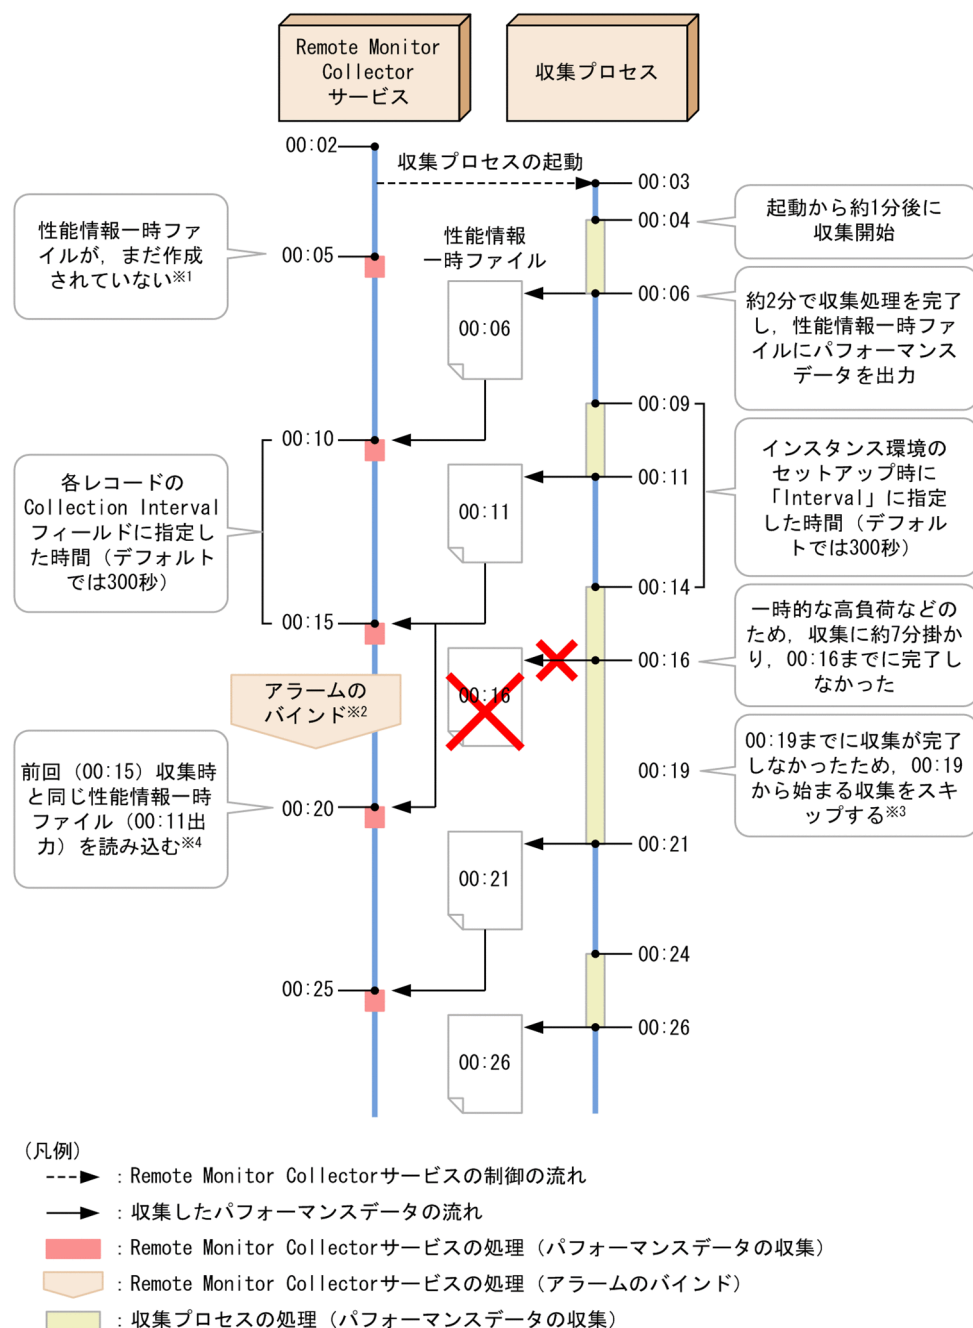 Remote Monitor
Collector
サービス
収集プロセス
00:02
収集プロセスの起動
00:03
00:04
起動から約1分後に
収集開始
性能情報一時ファ
イルが，まだ作成
されていない※1
00:05
性能情報
一時ファイル
00:06
00:06
約2分で収集処理を完了
し，性能情報一時ファ
イルにパフォーマンス
データを出力
00:09
00:10
各レコードの
Collection Interval
フィールドに指定し
た時間（デフォルト
では300秒）
00:11
00:11
インスタンス環境の
セットアップ時に
「Interval」に指定
した時間（デフォル
トでは300秒）
00:14
00:15
一時的な高負荷などの
ため，収集に約7分掛か
り，00:16までに完了し
なかった
00:16
00:16
アラームの
バインド※2
00:19
00:19までに収集が完了
しなかったため，00:19
から始まる収集をスキ
ップする※3
前回（00:15）収集時
と同じ性能情報一時
ファイル（00:11出
力）を読み込む※4
00:20
00:21
00:21
00:24
00:25
00:26
00:26
（凡例）
：Remote Monitor Collectorサービスの制御の流れ
：収集したパフォーマンスデータの流れ
：Remote Monitor Collectorサービスの処理（パフォーマンスデータの収集）
：Remote Monitor Collectorサービスの処理（アラームのバインド）
：収集プロセスの処理（パフォーマンスデータの収集）